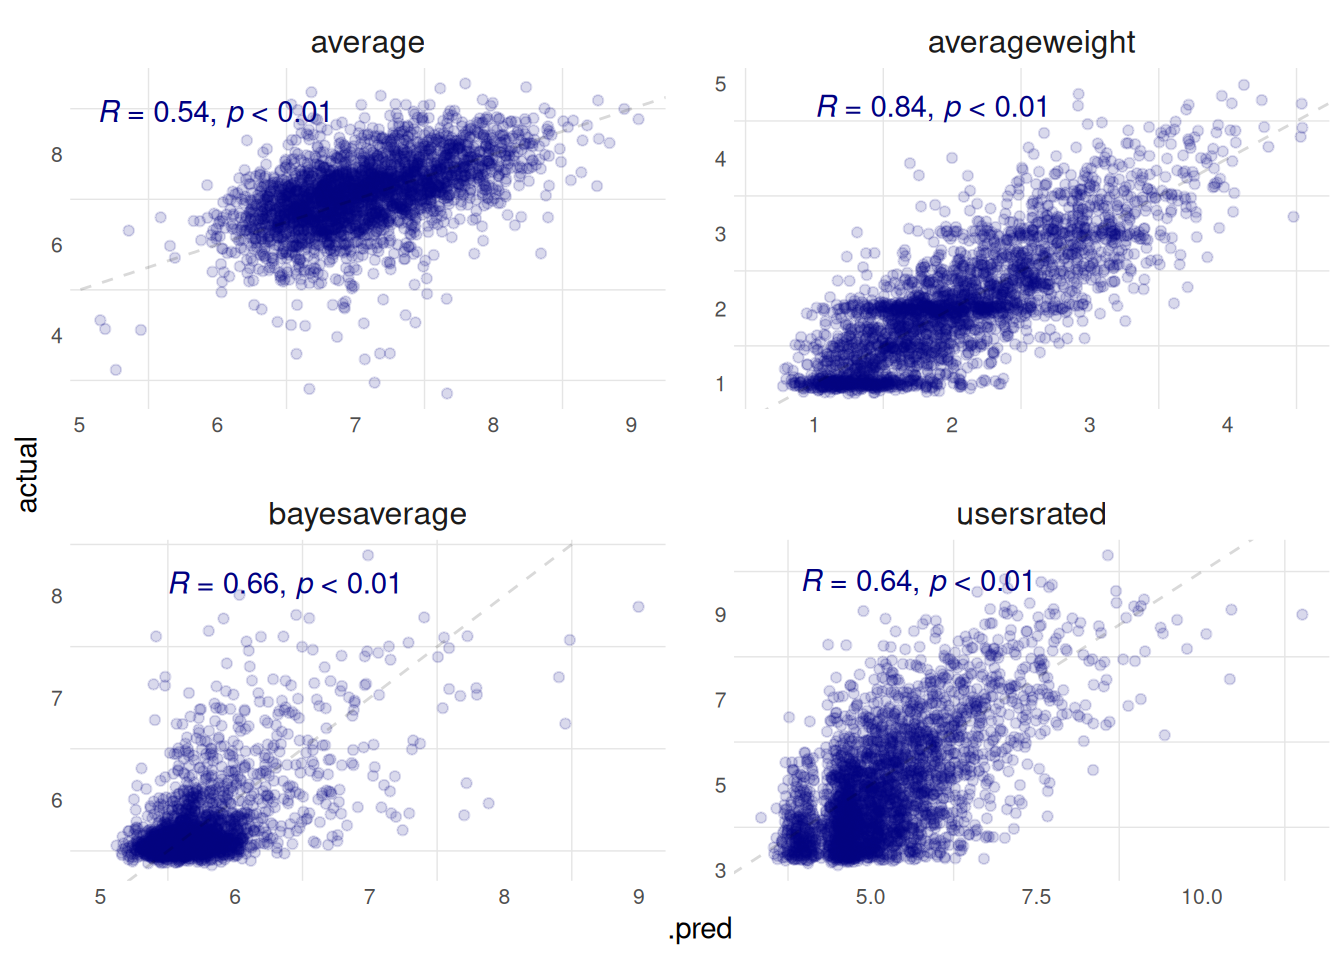 average
R = 0.54, p < 0.01
8
6
4
5 6 7 8 9
averageweight
R = 0.84, p < 0.01
5
4
3
2
1
1 2 3 4
actual
bayesaverage
R = 0.66, p < 0.01
8
7
6
5 6 7 8 9
usersrated
R = 0.64, p < 0.01
9
7
5
3
5.0 7.5 10.0
.pred